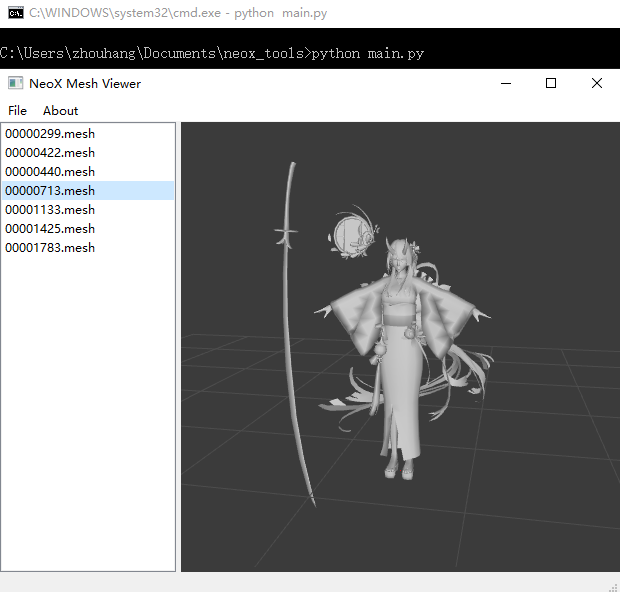 C:\WINDOWS\system32\cmd.exe - python  main.py
C:\Users\zhouhang\Documents\neox_tools>python main.py
NeoX Mesh Viewer
File About
00000299.mesh
00000422.mesh
00000440.mesh
00000713.mesh
00001133.mesh
00001425.mesh
00001783.mesh